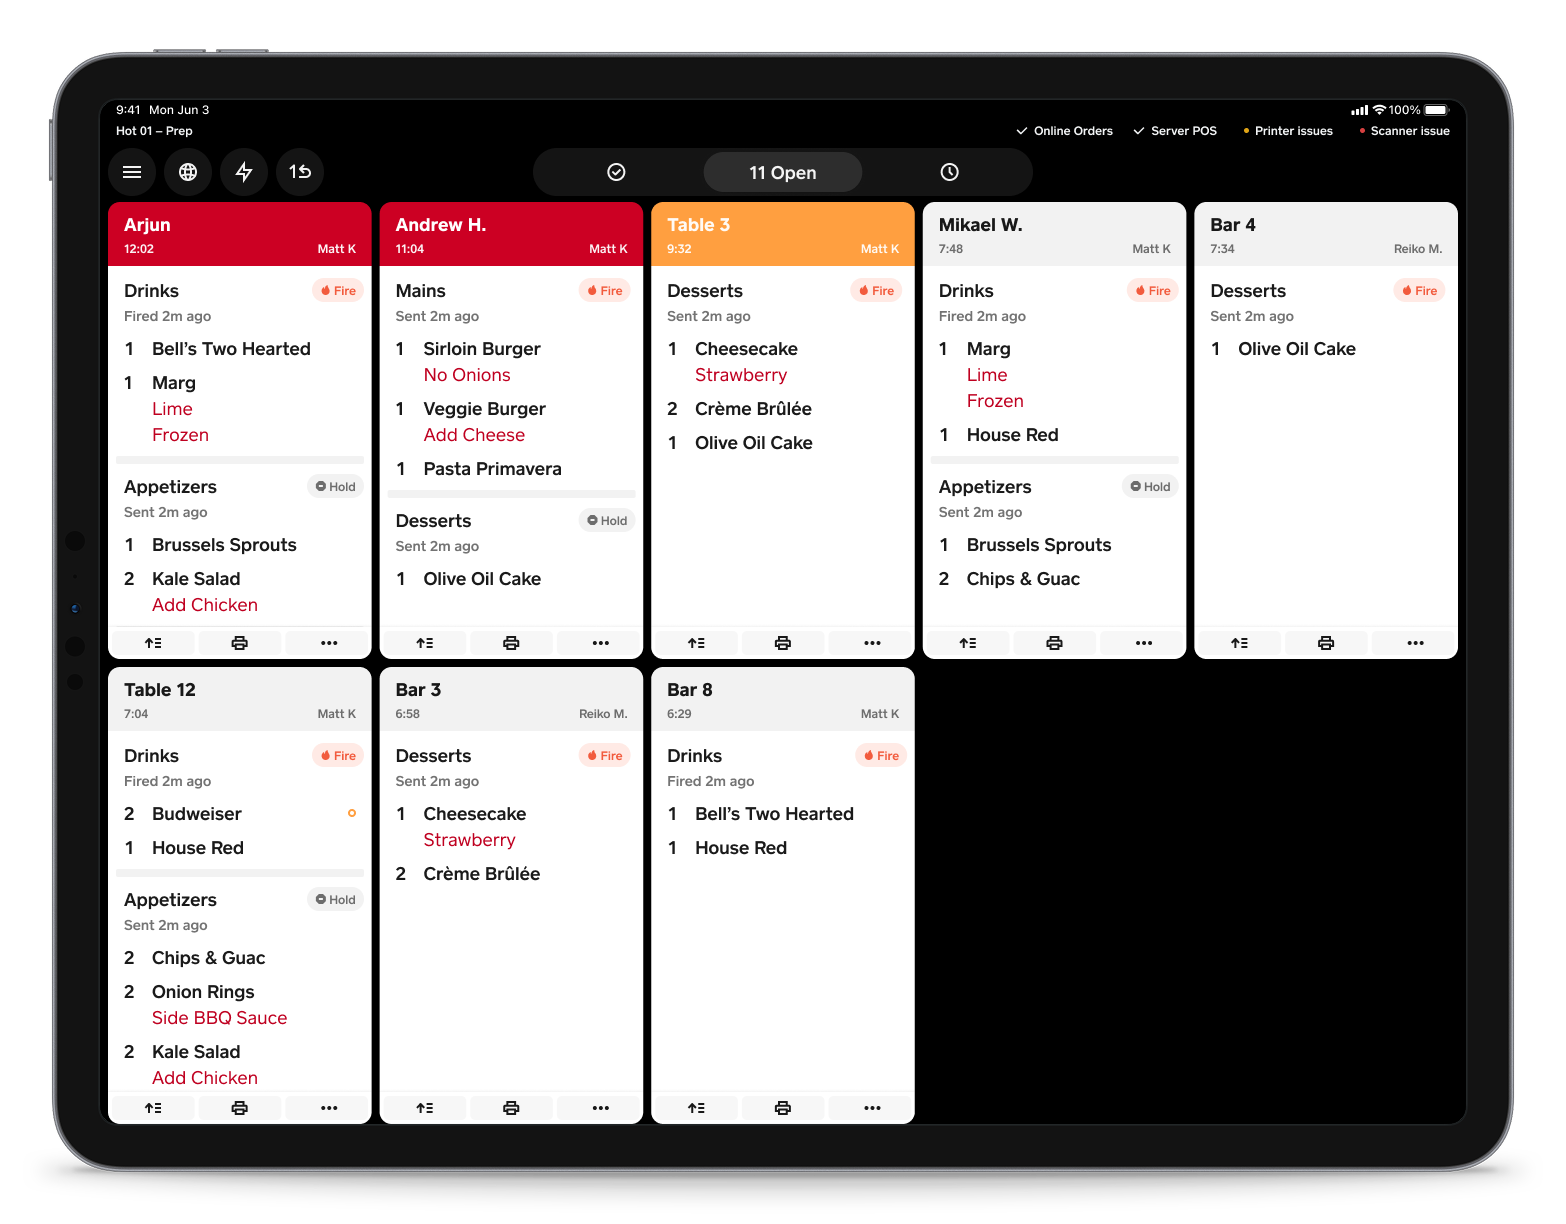 9:41 Mon Jun 3
100%
Hot 01 – Prep
Online Orders
Server POS
Printer issues
Scanner issue
1
11 Open
Arjun
12:02 Matt K
Drinks Fire
Fired 2m ago
1 Bell’s Two Hearted
1 Marg
Lime
Frozen
Appetizers Hold
Sent 2m ago
1 Brussels Sprouts
2 Kale Salad
Add Chicken
Andrew H.
11:04 Matt K
Mains Fire
Sent 2m ago
1 Sirloin Burger
No Onions
1 Veggie Burger
Add Cheese
1 Pasta Primavera
Desserts Hold
Sent 2m ago
1 Olive Oil Cake
Table 3
9:32 Matt K
Desserts Fire
Sent 2m ago
1 Cheesecake
Strawberry
2 Crème Brûlée
1 Olive Oil Cake
Mikael W.
7:48 Matt K
Drinks Fire
Fired 2m ago
1 Marg
Lime
Frozen
1 House Red
Appetizers Hold
Sent 2m ago
1 Brussels Sprouts
2 Chips & Guac
Bar 4
7:34 Reiko M.
Desserts Fire
Sent 2m ago
1 Olive Oil Cake
Table 12
7:04 Matt K
Drinks Fire
Fired 2m ago
2 Budweiser
1 House Red
Appetizers Hold
Sent 2m ago
2 Chips & Guac
2 Onion Rings
Side BBQ Sauce
2 Kale Salad
Add Chicken
Bar 3
6:58 Reiko M.
Desserts Fire
Sent 2m ago
1 Cheesecake
Strawberry
2 Crème Brûlée
Bar 8
6:29 Matt K
Drinks Fire
Fired 2m ago
1 Bell’s Two Hearted
1 House Red